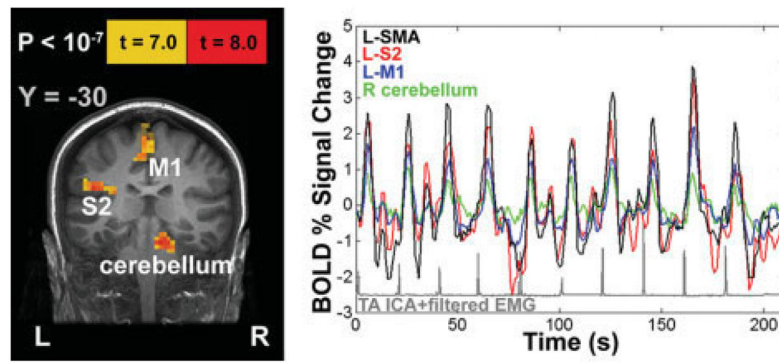 P < 10-7
t = 7.0
t = 8.0
Y = -30
M1
S2
cerebellum
L
R
BOLD % Signal Change
5
4
3
2
1
0
-1
-2
-3
L-SMA
L-S2
L-M1
R cerebellum
TA ICA+filtered EMG
0
50
100
150
200
Time (s)